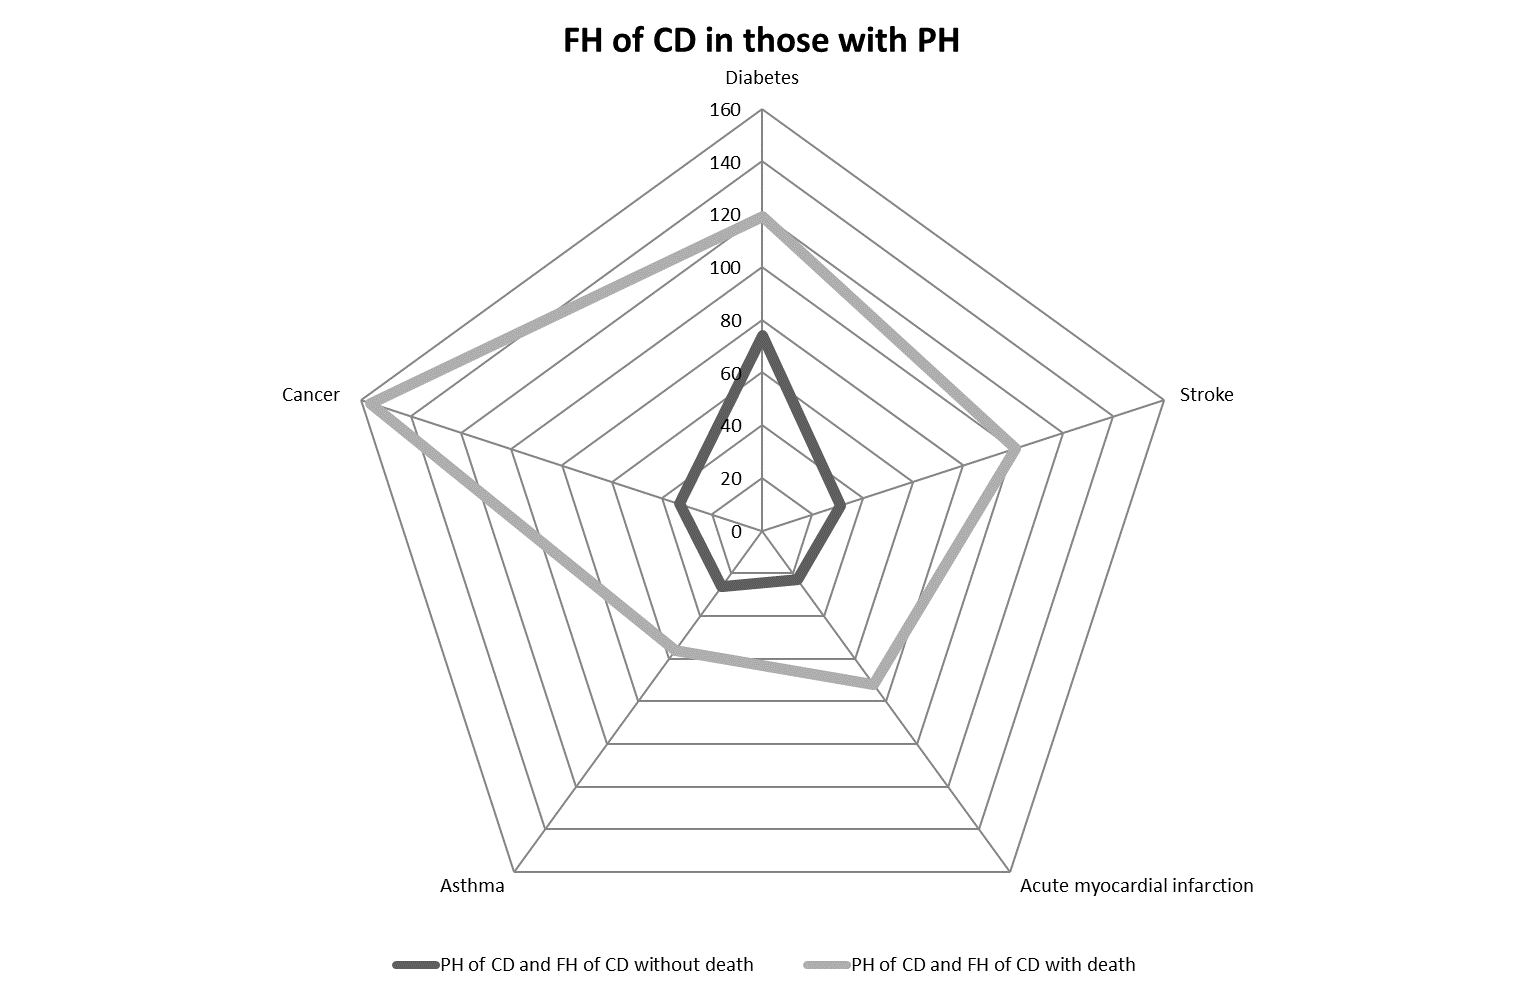 FH of CD in those with PH
Diabetes
160
140
120
100
80
60
40
20
0
Cancer
Stroke
Asthma
Acute myocardial infarction
PH of CD and FH of CD without death
PH of CD and FH of CD with death